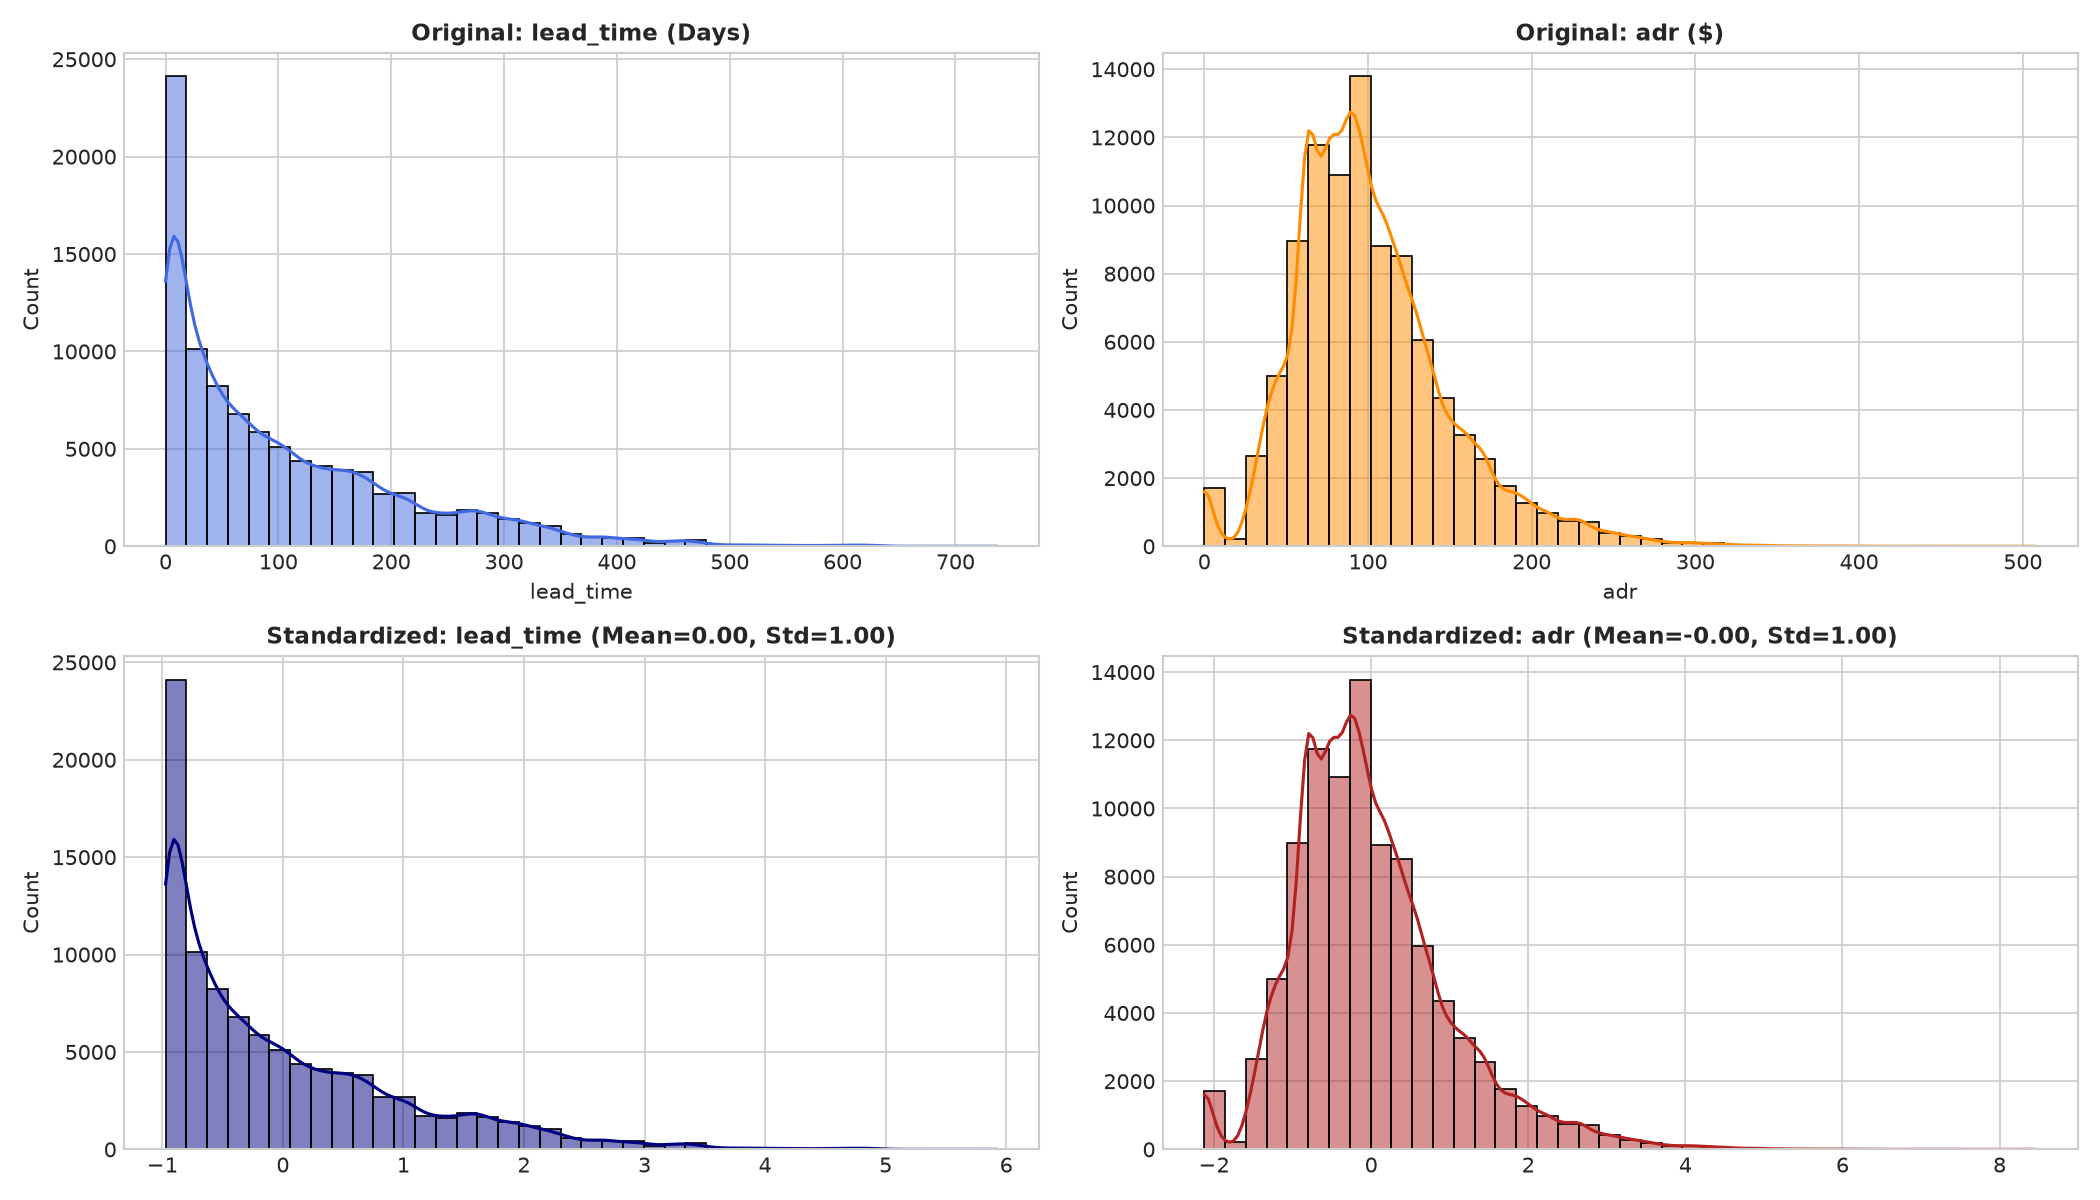 Original: lead_time (Days)
25000
20000
15000
10000
5000
0
Count
0 100 200 300 400 500 600 700
lead_time
Original: adr ($)
14000
12000
10000
8000
6000
4000
2000
0
Count
0 100 200 300 400 500
adr
Standardized: lead_time (Mean=0.00, Std=1.00)
25000
20000
15000
10000
5000
0
Count
−1 0 1 2 3 4 5 6
Standardized: adr (Mean=-0.00, Std=1.00)
14000
12000
10000
8000
6000
4000
2000
0
Count
−2 0 2 4 6 8